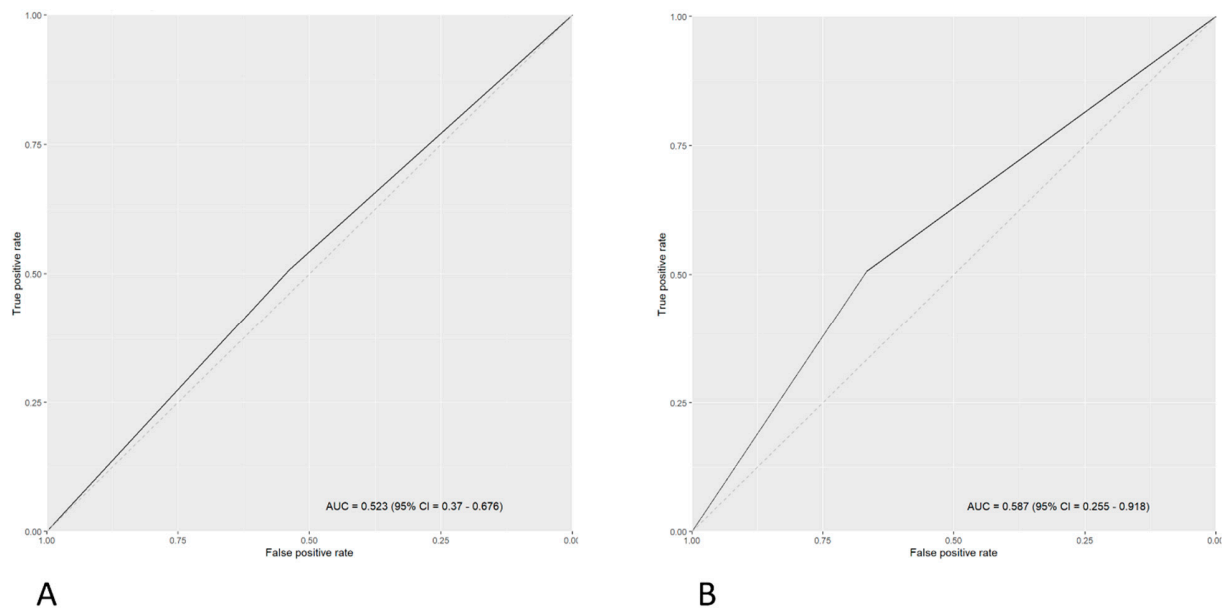 1.00
0.75
0.50
0.25
0.00
True positive rate
AUC = 0.523 (95% CI = 0.37 - 0.676)
1.00 0.75 0.50 0.25 0.00
False positive rate
A
1.00
0.75
0.50
0.25
0.00
True positive rate
AUC = 0.587 (95% CI = 0.255 - 0.918)
1.00 0.75 0.50 0.25 0.00
False positive rate
B